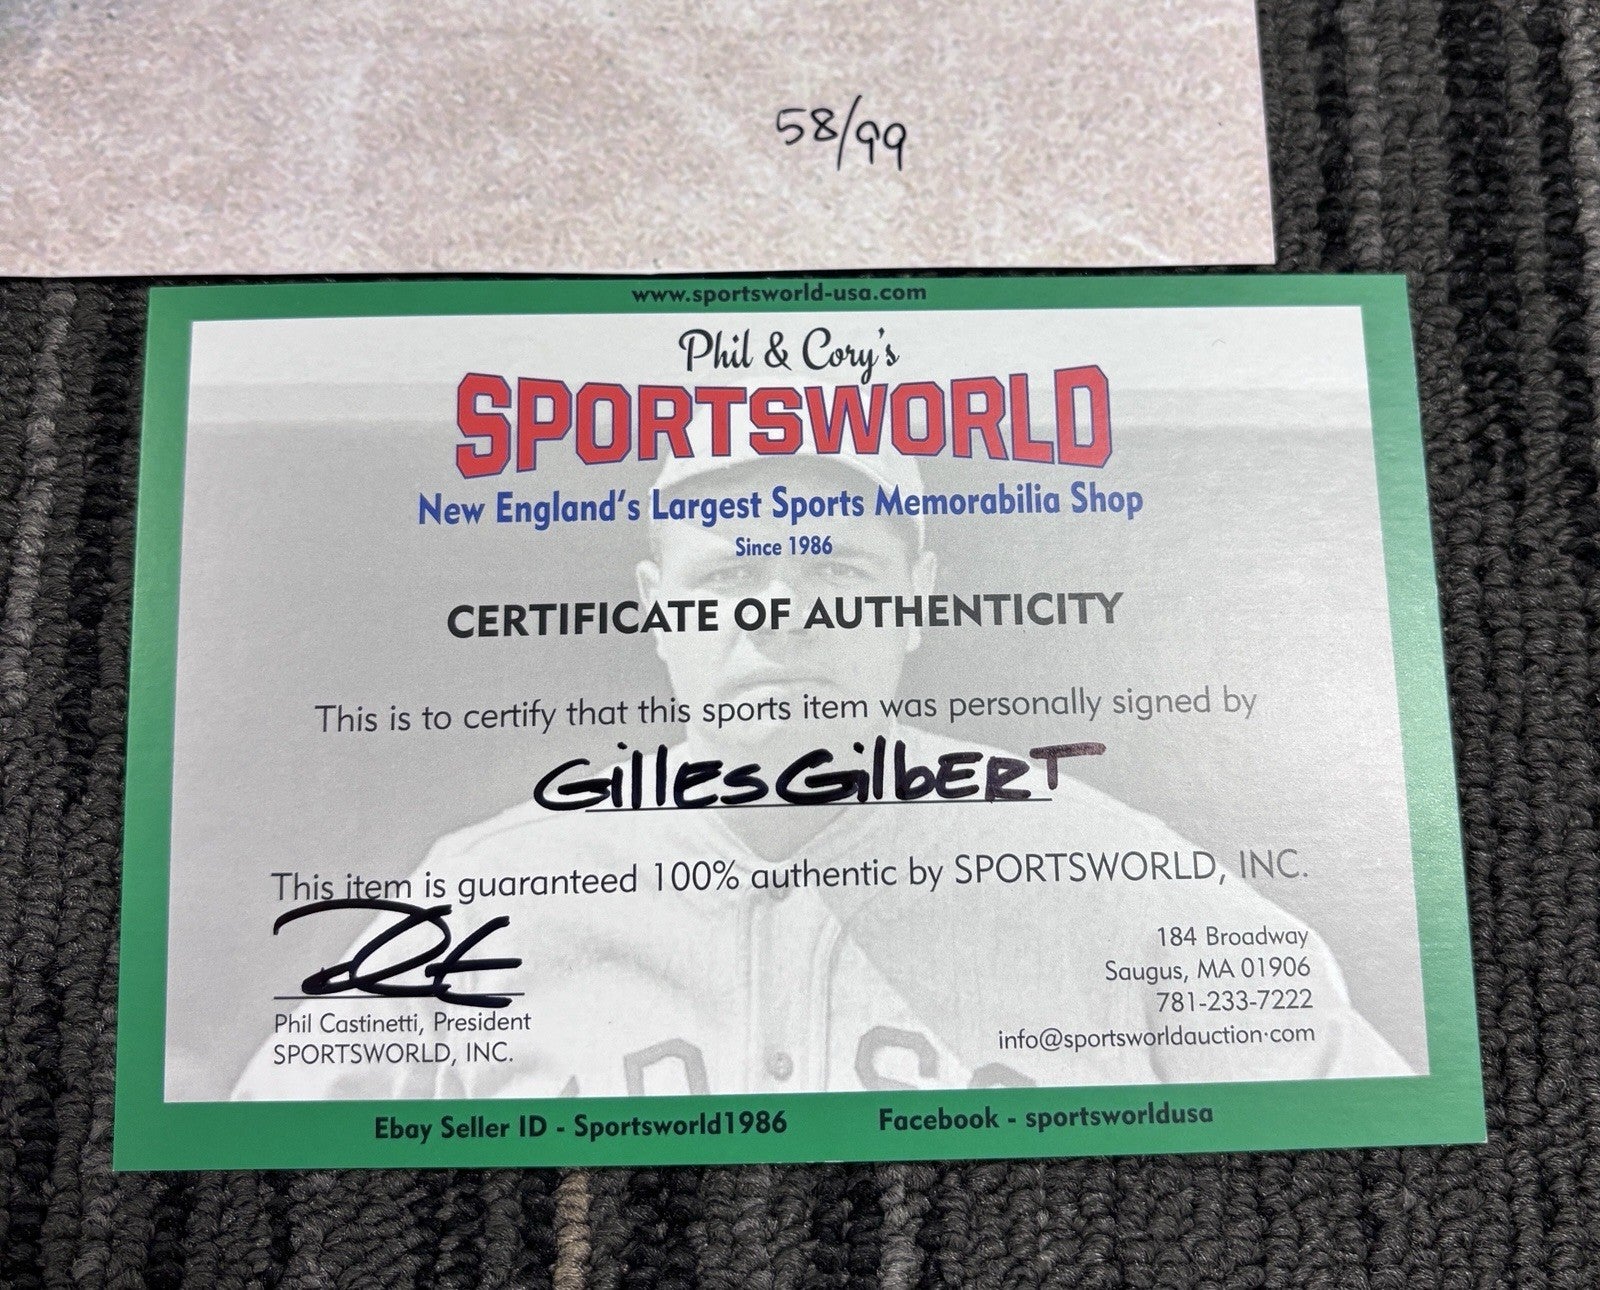 58/99
www.sportsworld-usa.com
Phil & Cory's
SPORTSWORLD
New England's Largest Sports Memorabilia Shop
Since 1986
CERTIFICATE OF AUTHENTICITY
This is to certify that this sports item was personally signed by
GillES GilbERT
This item is guaranteed 100% authentic by SPORTSWORLD, INC.
Phil Castinetti, President
SPORTSWORLD, INC.
184 Broadway
Saugus, MA 01906
781-233-7222
info@sportsworldauction·com
Ebay Seller ID - Sportsworld1986
Facebook - sportsworldusa